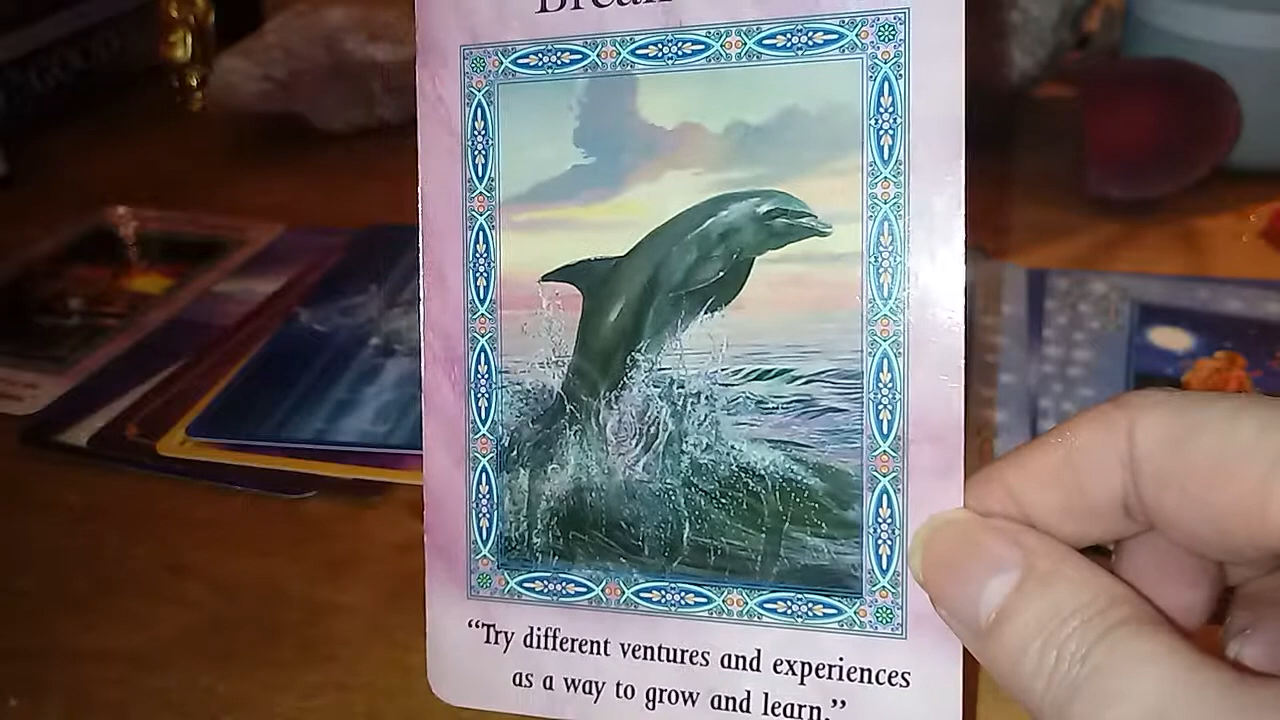 “Try different ventures and experiences
as a way to grow and learn.”